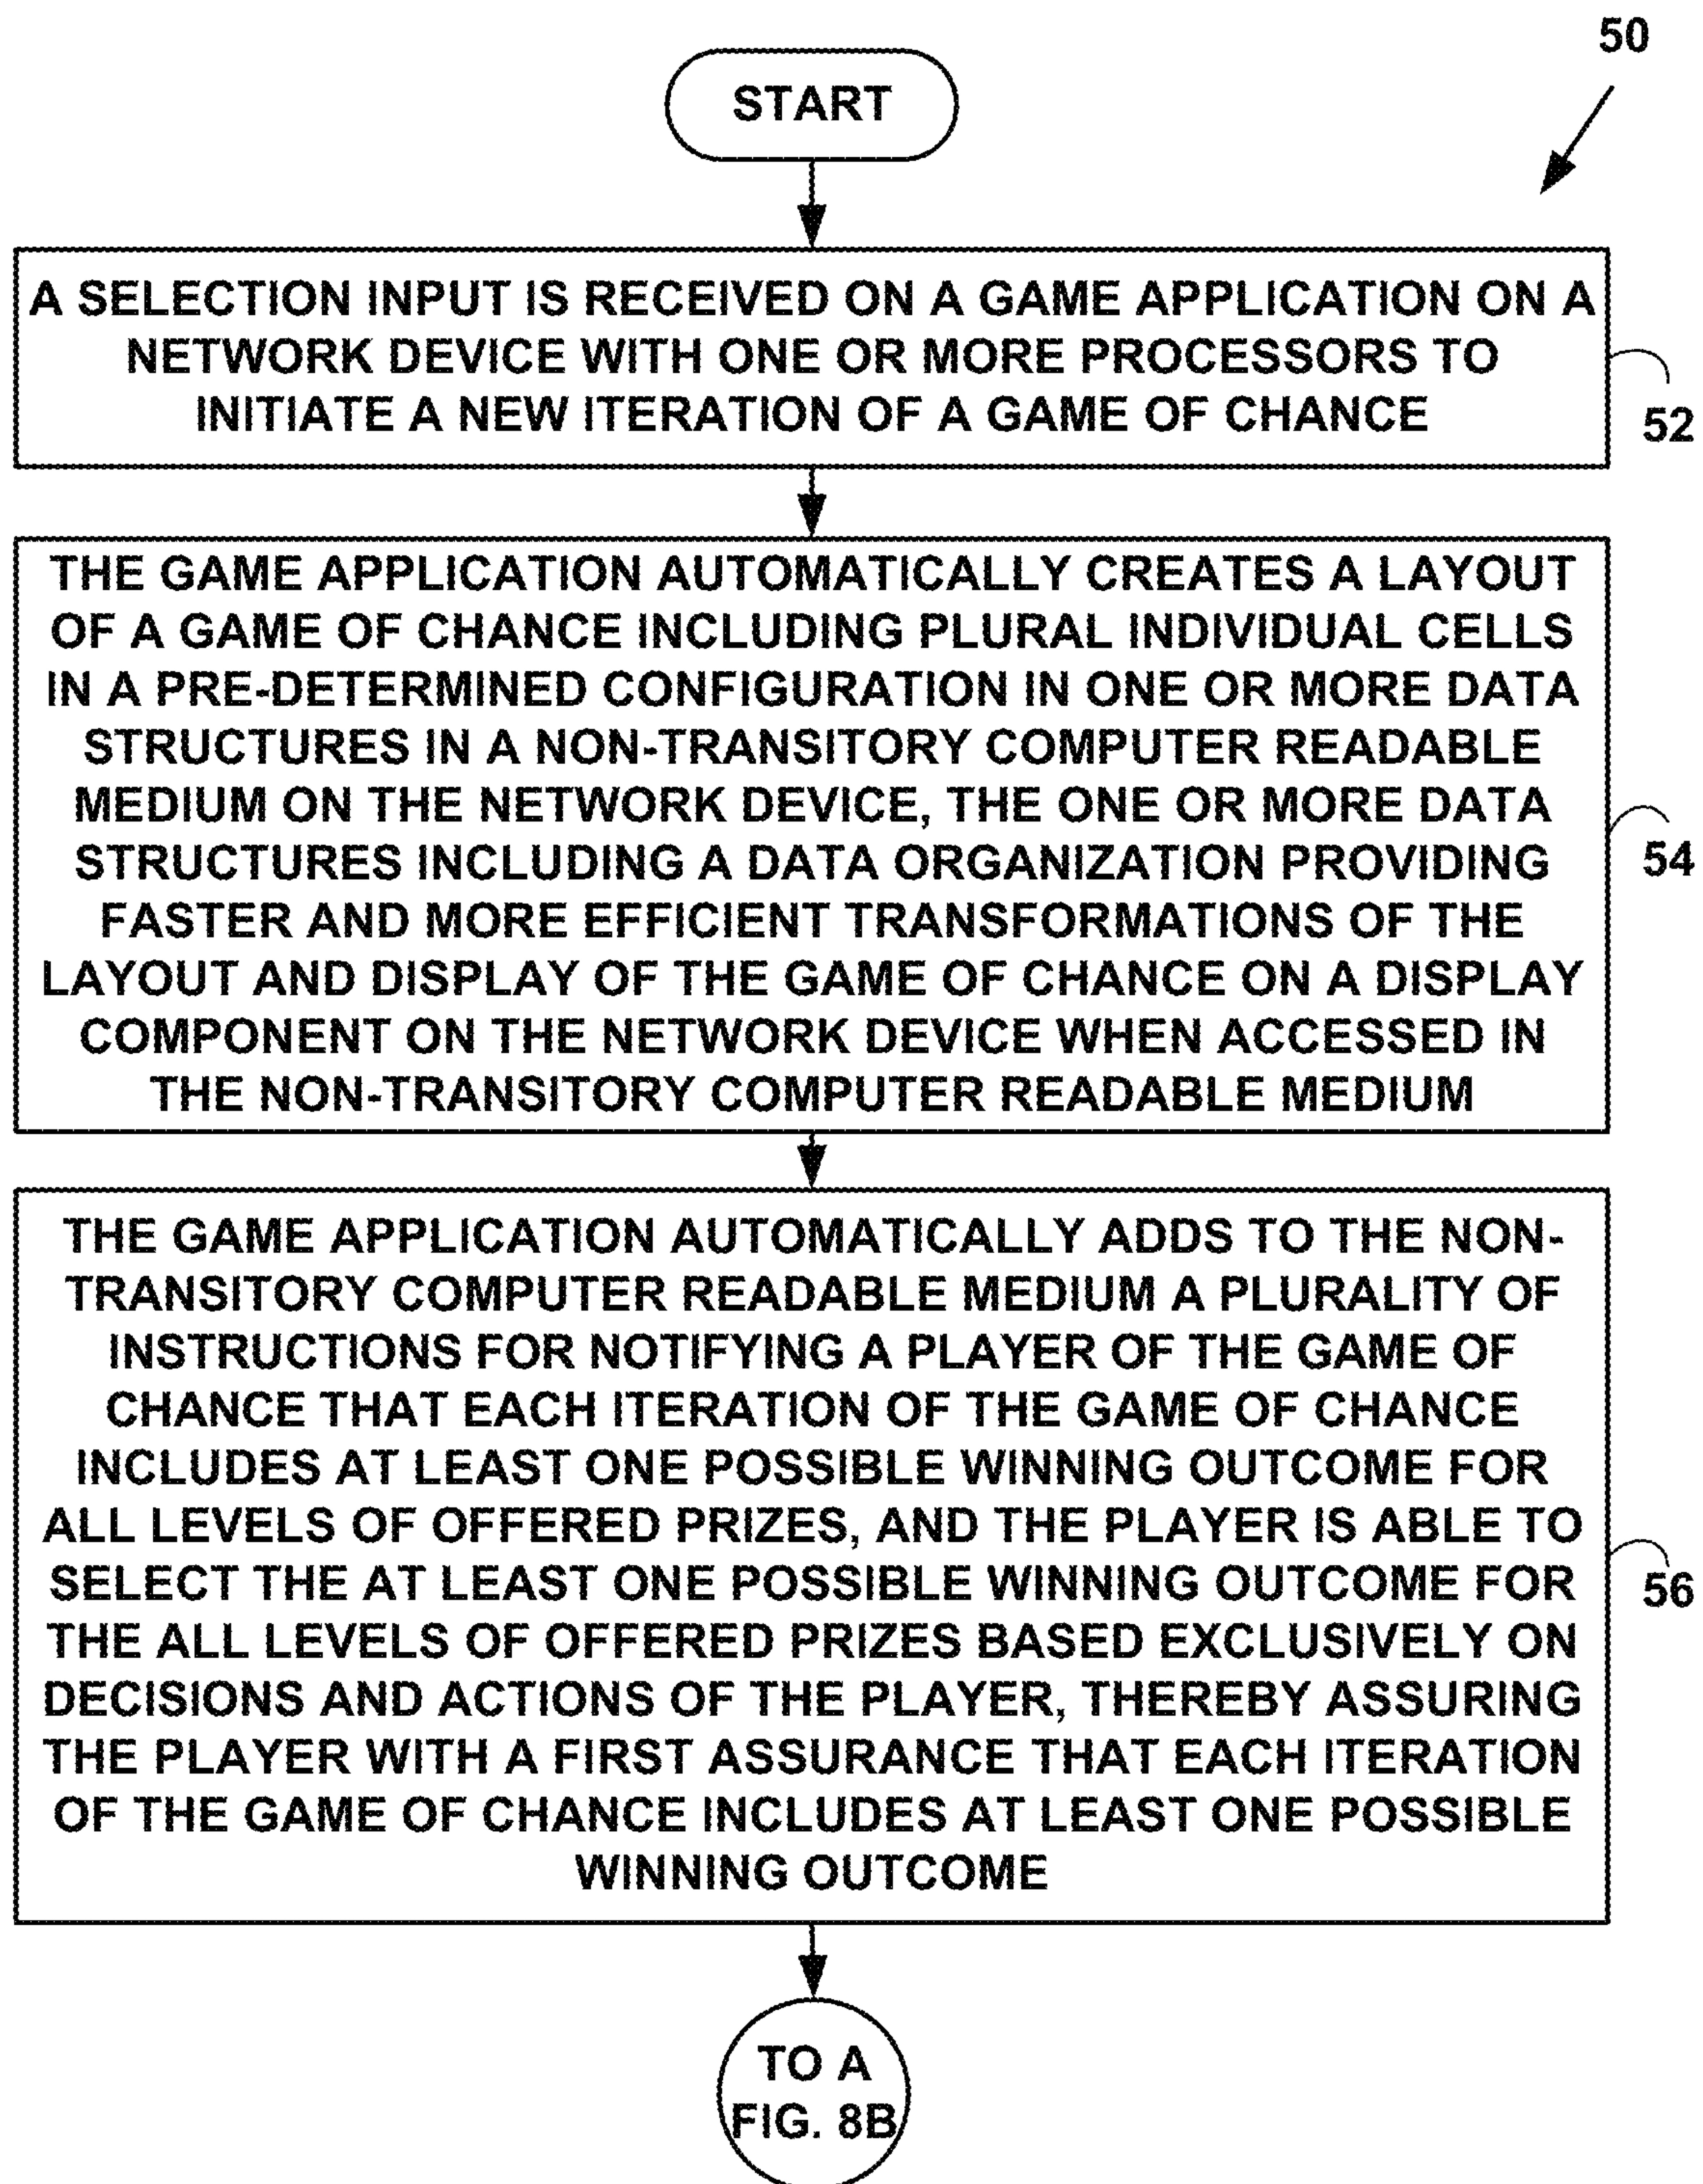 50
START
A SELECTION INPUT IS RECEIVED ON A GAME APPLICATION ON A
NETWORK DEVICE WITH ONE OR MORE PROCESSORS TO
INITIATE A NEW ITERATION OF A GAME OF CHANCE
52
THE GAME APPLICATION AUTOMATICALLY CREATES A LAYOUT
OF A GAME OF CHANCE INCLUDING PLURAL INDIVIDUAL CELLS
IN A PRE-DETERMINED CONFIGURATION IN ONE OR MORE DATA
STRUCTURES IN A NON-TRANSITORY COMPUTER READABLE
MEDIUM ON THE NETWORK DEVICE, THE ONE OR MORE DATA
STRUCTURES INCLUDING A DATA ORGANIZATION PROVIDING
FASTER AND MORE EFFICIENT TRANSFORMATIONS OF THE
LAYOUT AND DISPLAY OF THE GAME OF CHANCE ON A DISPLAY
COMPONENT ON THE NETWORK DEVICE WHEN ACCESSED IN
THE NON-TRANSITORY COMPUTER READABLE MEDIUM
54
THE GAME APPLICATION AUTOMATICALLY ADDS TO THE NON-
TRANSITORY COMPUTER READABLE MEDIUM A PLURALITY OF
INSTRUCTIONS FOR NOTIFYING A PLAYER OF THE GAME OF
CHANCE THAT EACH ITERATION OF THE GAME OF CHANCE
INCLUDES AT LEAST ONE POSSIBLE WINNING OUTCOME FOR
ALL LEVELS OF OFFERED PRIZES, AND THE PLAYER IS ABLE TO
SELECT THE AT LEAST ONE POSSIBLE WINNING OUTCOME FOR
THE ALL LEVELS OF OFFERED PRIZES BASED EXCLUSIVELY ON
DECISIONS AND ACTIONS OF THE PLAYER, THEREBY ASSURING
THE PLAYER WITH A FIRST ASSURANCE THAT EACH ITERATION
OF THE GAME OF CHANCE INCLUDES AT LEAST ONE POSSIBLE
WINNING OUTCOME
56
TO A
FIG. 8B